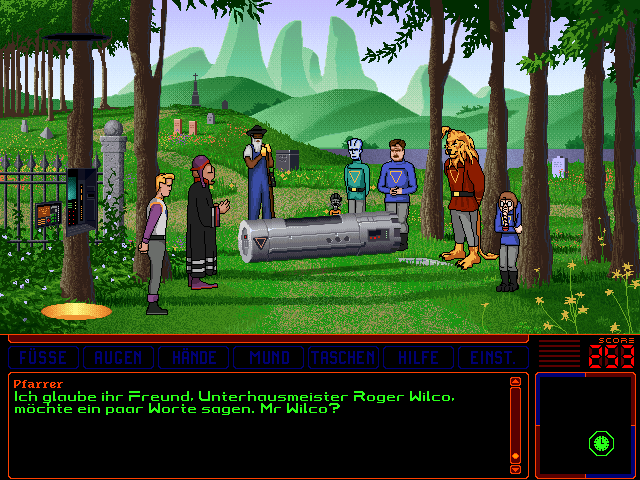 SCORE
FÜSSE AUGEN HÄNDE MUND TASCHEN HILFE EINST.
253
Pfarrer
Ich glaube ihr Freund, Unterhausmeister Roger Wilco,
möchte ein paar Worte sagen. Mr Wilco?